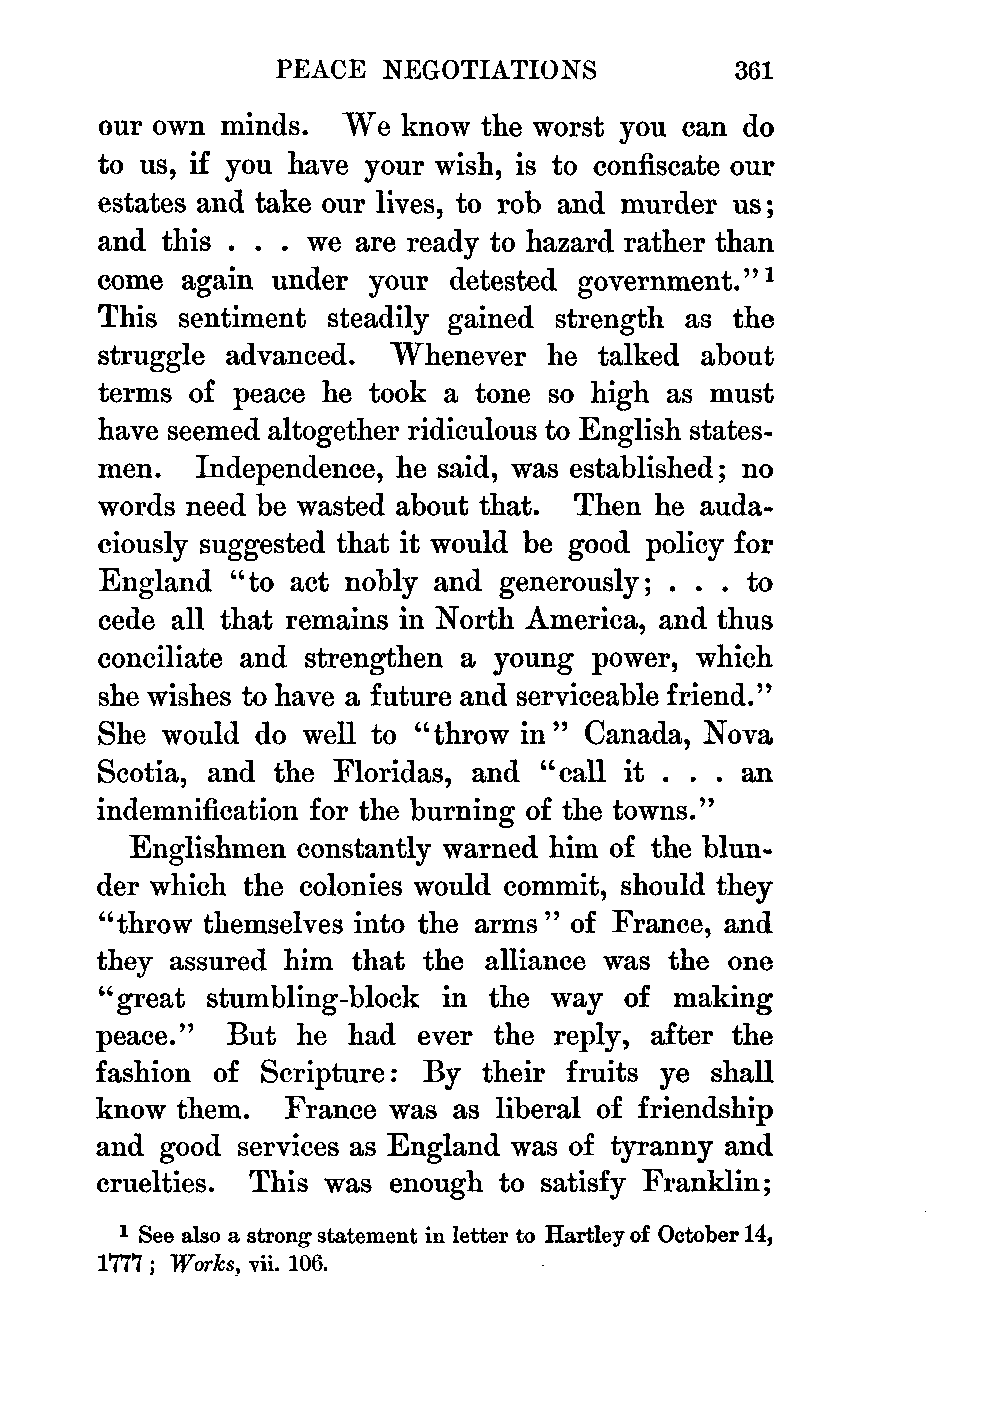 PEACE NEGOTIATIONS 361
our own minds. We know the worst you can do
to us, if you have your wish, is to confiscate our
estates and take our lives, to rob and murder us;
and this . . . we are ready to hazard rather than
come again under your detested government." 1
This sentiment steadily gained strength as the
struggle advanced. Whenever he talked about
terms of peace he took a tone so high as must
have seemed altogether ridiculous to English states-
men. Independence, he said, was established; no
words need be wasted about that. Then he auda-
ciously suggested that it would be good policy for
England "to act nobly and generously; . . . to
cede all that remains in North America, and thus
conciliate and strengthen a young power, which
she wishes to have a future and serviceable friend."
She would do well to "throw in" Canada, Nova
Scotia, and the Floridas, and "call it . . . an
indemnification for the burning of the towns."
Englishmen constantly warned him of the blun-
der which the colonies would commit, should they
"throw themselves into the arms" of France, and
they assured him that the alliance was the one
"great stumbling-block in the way of making
peace." But he had ever the reply, after the
fashion of Scripture: By their fruits ye shall
know them. France was as liberal of friendship
and good services as England was of tyranny and
cruelties. This was enough to satisfy Franklin;
1 See also a strong statement in letter to Hartley of October 14,
1777; Works, vii. 106.